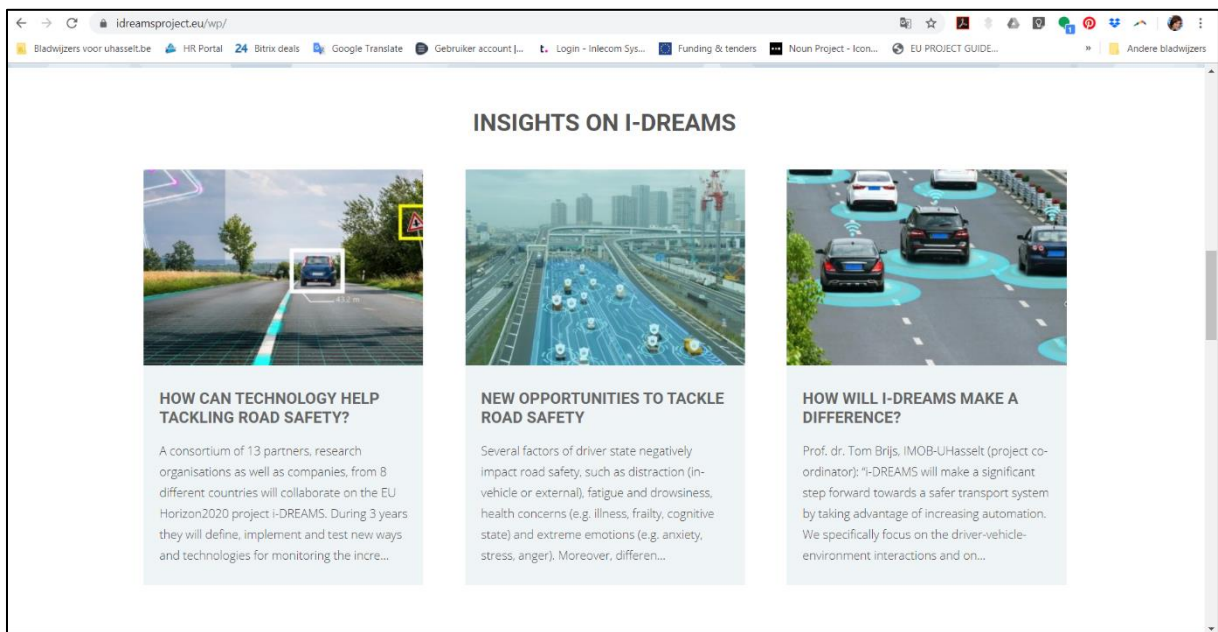 idreamsproject.eu/wp/
Bladwijzers voor uhasselt.be HR Portal 24 Bitrix deals Google Translate Gebruiker account |... t. Login - Inlecom Sys... Funding & tenders Noun Project - Icon... EU PROJECT GUIDE... » Andere bladwijzers
INSIGHTS ON I-DREAMS
43.2 m
HOW CAN TECHNOLOGY HELP
TACKLING ROAD SAFETY?
A consortium of 13 partners, research
organisations as well as companies, from 8
different countries will collaborate on the EU
Horizon2020 project i-DREAMS. During 3 years
they will define, implement and test new ways
and technologies for monitoring the incre...
NEW OPPORTUNITIES TO TACKLE
ROAD SAFETY
Several factors of driver state negatively
impact road safety, such as distraction (in-
vehicle or external), fatigue and drowsiness,
health concerns (e.g. illness, frailty, cognitive
state) and extreme emotions (e.g. anxiety,
stress, anger). Moreover, differen...
HOW WILL I-DREAMS MAKE A
DIFFERENCE?
Prof. dr. Tom Brijs, IMOB-UHasselt (project co-
ordinator): "i-DREAMS will make a significant
step forward towards a safer transport system
by taking advantage of increasing automation.
We specifically focus on the driver-vehicle-
environment interactions and on...